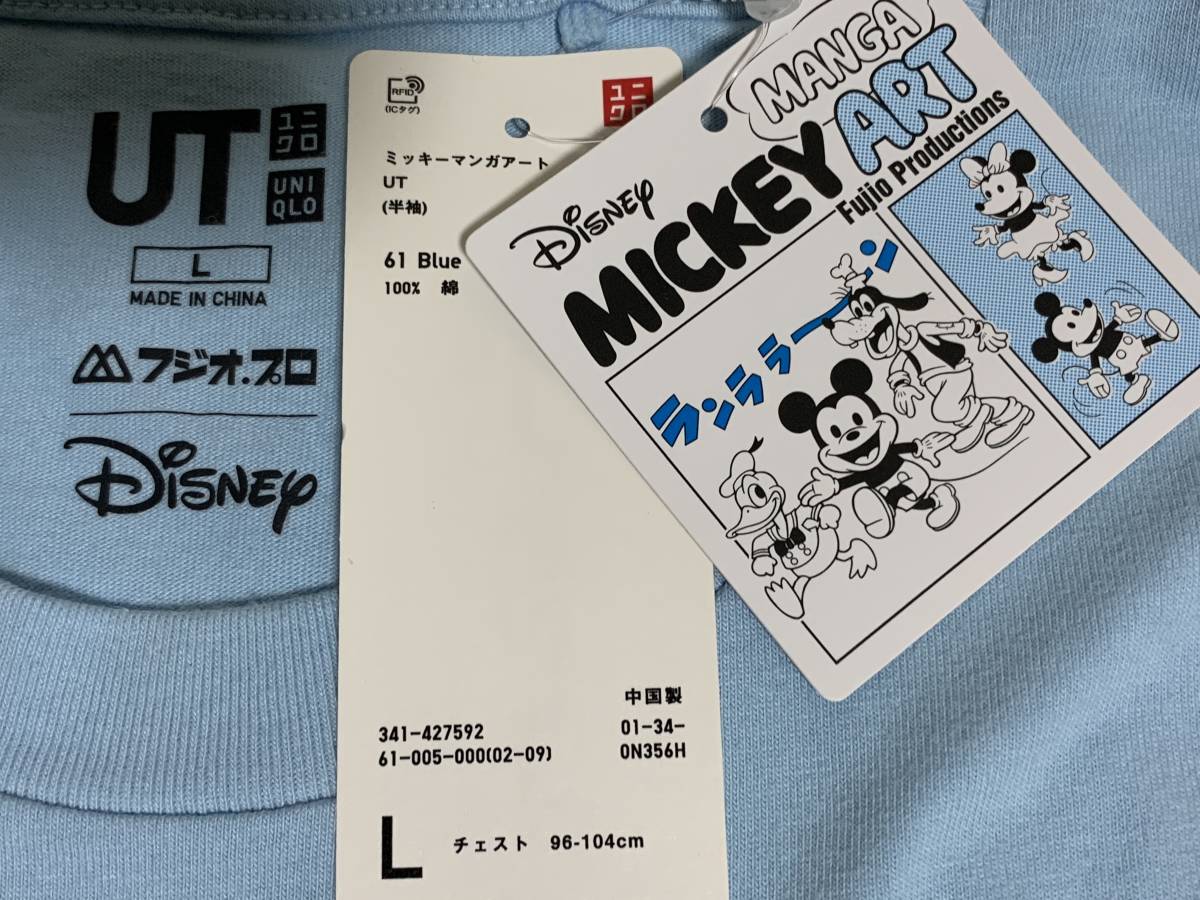 UT
ユニ
クロ
UNI
QLO
L
MADE IN CHINA
フジオ.プロ
Disney
RFID
(ICタグ)
ユニ
クロ
ミッキーマンガアート
UT
(半袖)
61 Blue
100% 綿
中国製
341-427592 01-34-
61-005-000(02-09) 0N356H
L チェスト 96-104cm
MANGA
ART
Disney
MICKEY
Fujio Productions
ランララーン